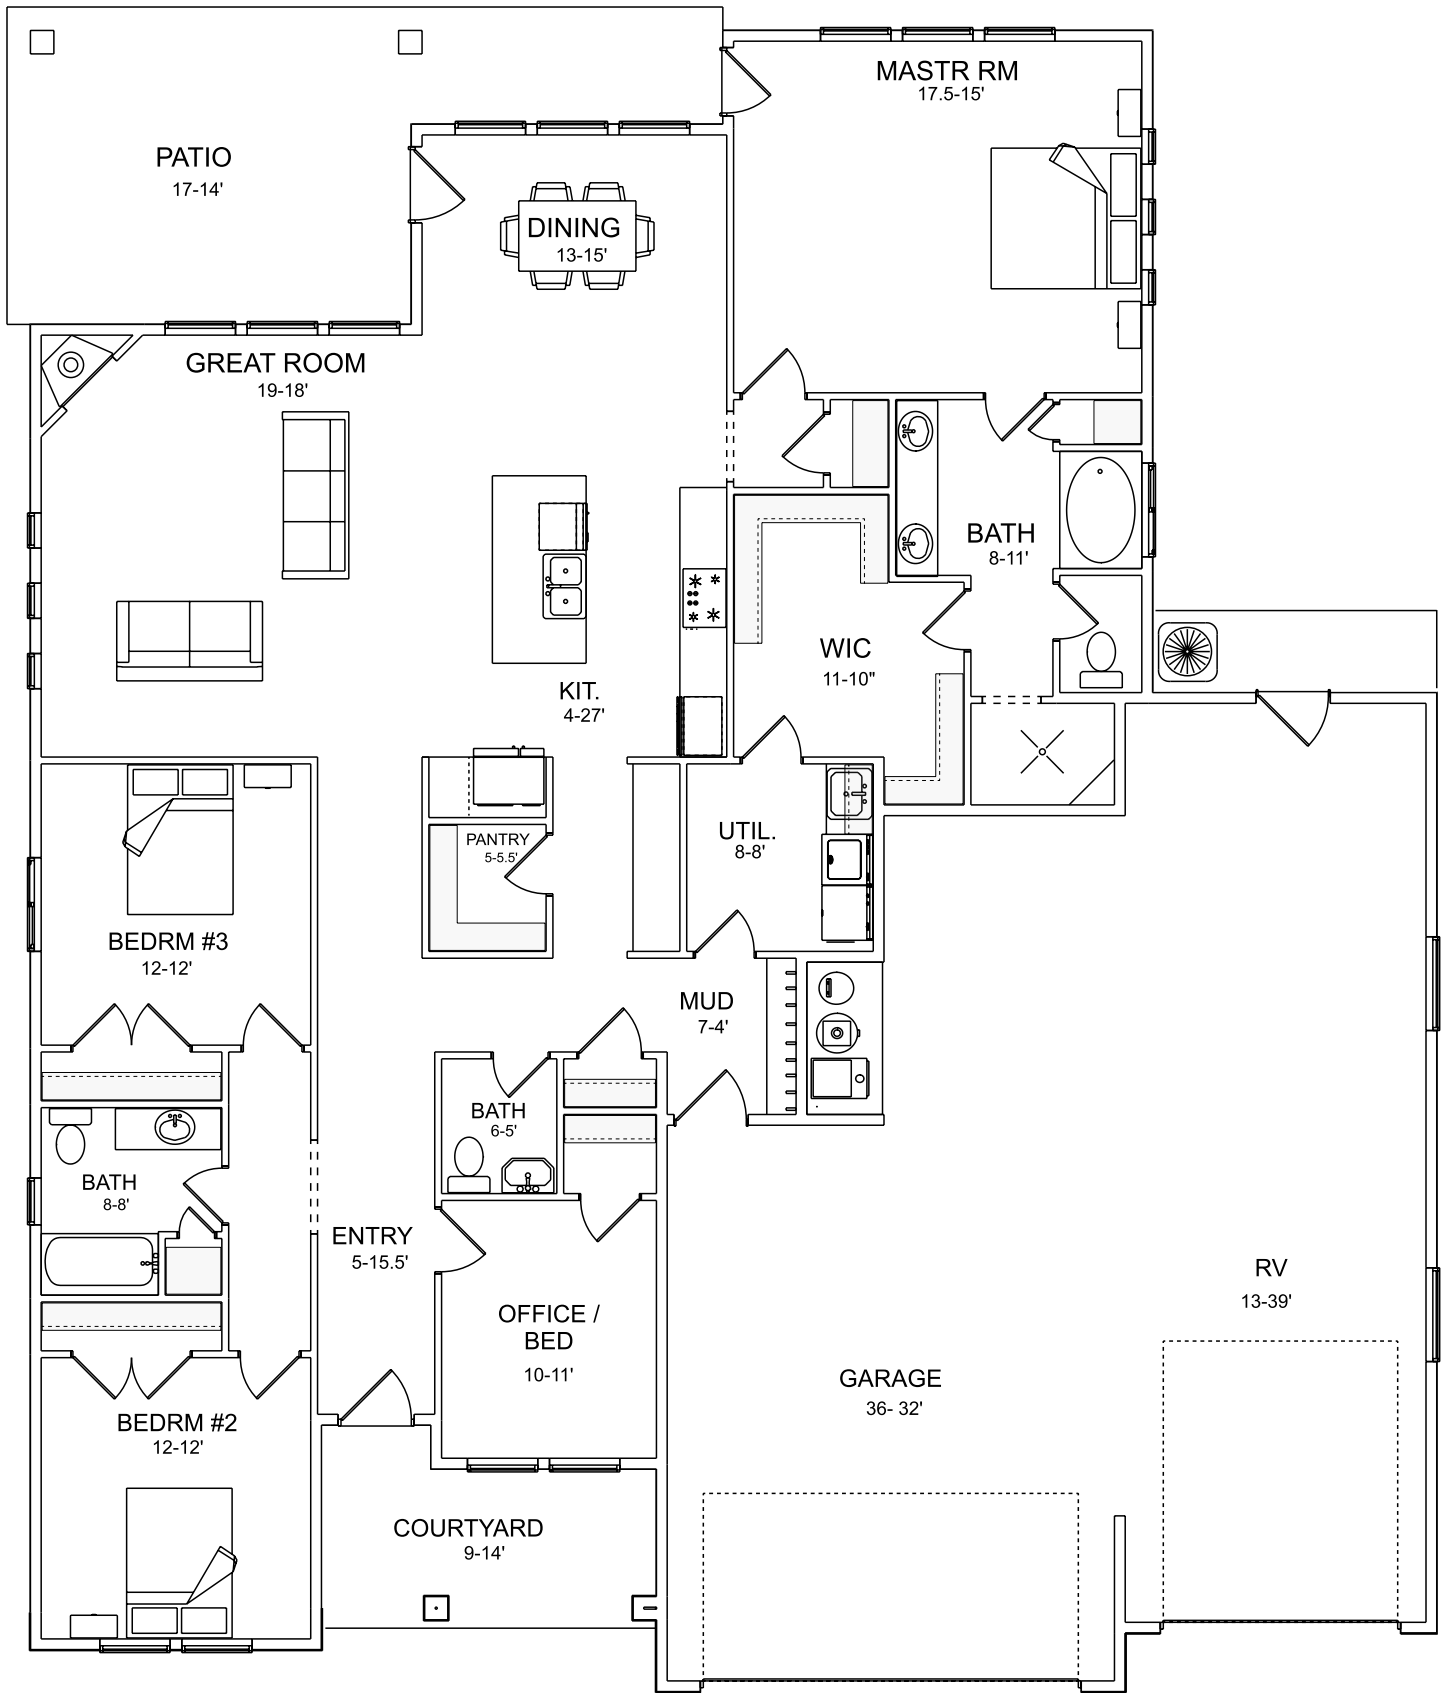 MASTR RM
17.5-15'
PATIO
17-14'
DINING
13-15'
GREAT ROOM
19-18'
BATH
8-11'
WIC
11-10"
KIT.
4-27'
UTIL.
8-8'
PANTRY
5-5.5'
BEDRM #3
12-12'
MUD
7-4'
BATH
6-5'
BATH
8-8'
ENTRY
5-15.5'
RV
13-39'
OFFICE /
BED
10-11'
GARAGE
36- 32'
BEDRM #2
12-12'
COURTYARD
9-14'